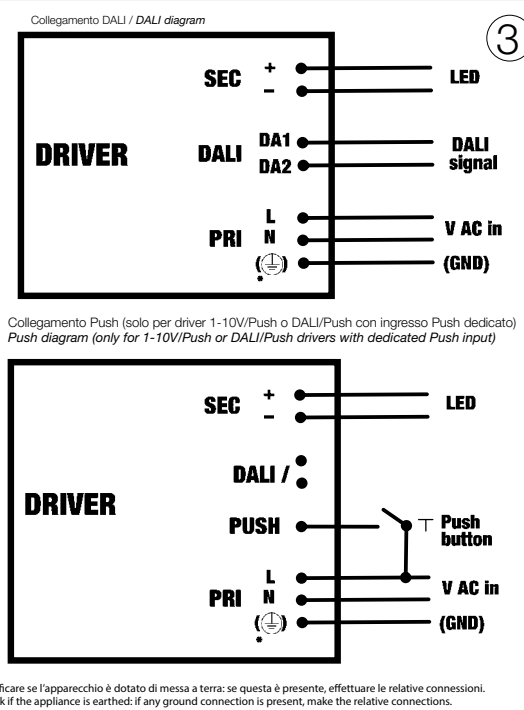 Collegamento DALI / DALI diagram
3
SEC + LED
−
DRIVER
DALI DA1 DALI
DA2 signal
L
PRI N V AC in
( ) (GND)
*
Collegamento Push (solo per driver 1-10V/Push o DALI/Push con ingresso Push dedicato)
Push diagram (only for 1-10V/Push or DALI/Push drivers with dedicated Push input)
SEC + LED
−
DALI /
DRIVER
PUSH Push
button
L
PRI N V AC in
( ) (GND)
*
ficare se l'apparecchio è dotato di messa a terra: se questa è presente, effettuare le relative connessioni.
k if the appliance is earthed: if any ground connection is present, make the relative connections.